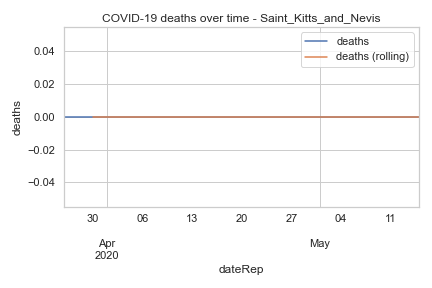 COVID-19 deaths over time - Saint_Kitts_and_Nevis
deaths
deaths (rolling)
deaths
0.04
0.02
0.00
−0.02
−0.04
30 06 13 20 27 04 11
Apr May
2020
dateRep